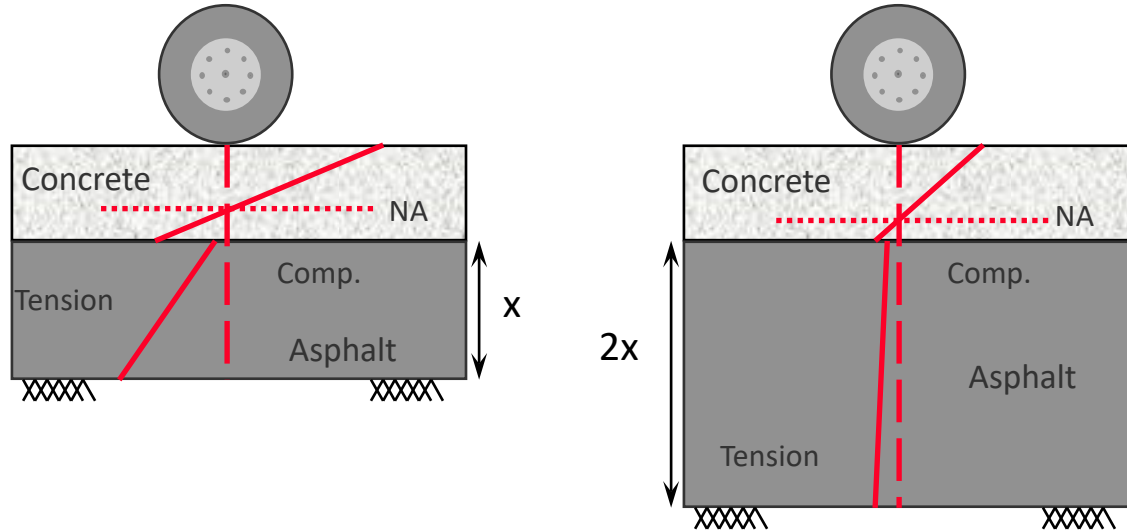 Concrete
NA
Comp.
Tension
x
Asphalt
Concrete
NA
Comp.
2x
Asphalt
Tension